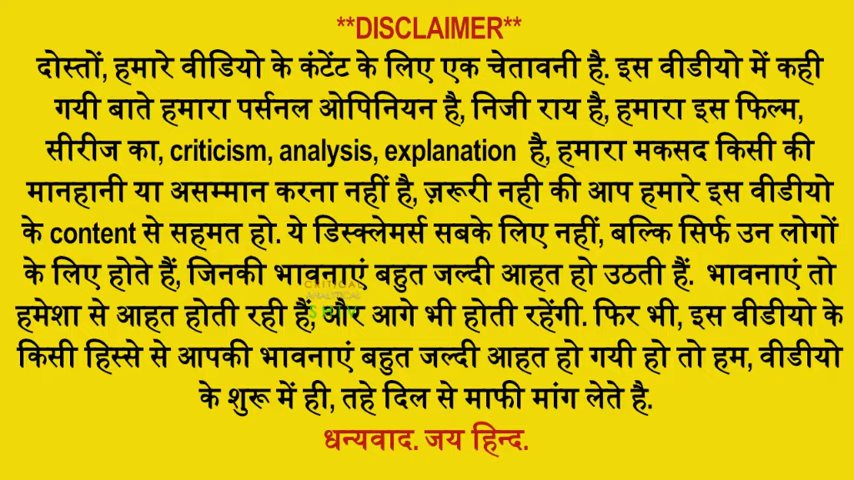 **DISCLAIMER**
दोस्तों, हमारे वीडियो के कंटेंट के लिए एक चेतावनी है. इस वीडीयो में कही
गयी बाते हमारा पर्सनल ओपिनियन है, निजी राय है, हमारा इस फिल्म,
सीरीज का, criticism, analysis, explanation है, हमारा मकसद किसी की
मानहानी या असम्मान करना नहीं है, ज़रूरी नही की आप हमारे इस वीडीयो
के content से सहमत हो. ये डिस्क्लेमर्स सबके लिए नहीं, बल्कि सिर्फ उन लोगों
के लिए होते हैं, जिनकी भावनाएं बहुत जल्दी आहत हो उठती हैं. भावनाएं तो
CRITICAL
ANALYTICAL
हमेशा से आहत होती रही हैं, और आगे भी होती रहेंगी. फिर भी, इस वीडीयो के
किसी हिस्से से आपकी भावनाएं बहुत जल्दी आहत हो गयी हो तो हम, वीडीयो
के शुरू में ही, तहे दिल से माफी मांग लेते है.
धन्यवाद. जय हिन्द.